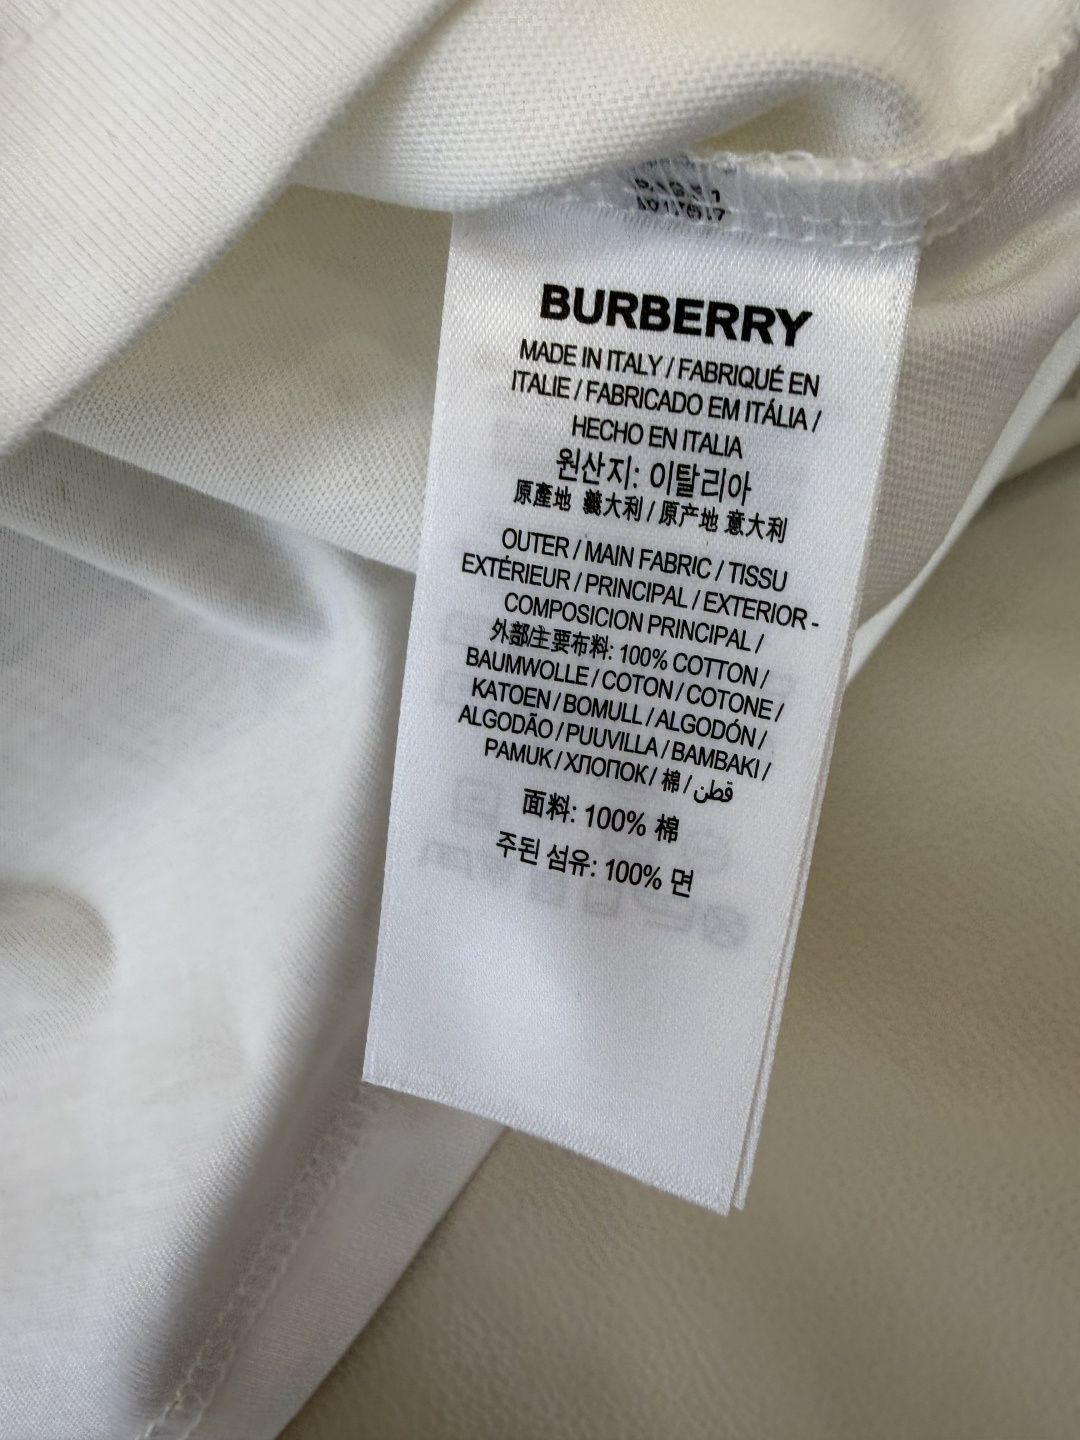 BURBERRY
MADE IN ITALY / FABRIQUÉ EN
ITALIE / FABRICADO EM ITÁLIA /
HECHO EN ITALIA
원산지: 이탈리아
原產地 義大利 / 原产地 意大利
OUTER / MAIN FABRIC / TISSU
EXTÉRIEUR / PRINCIPAL / EXTERIOR -
COMPOSICION PRINCIPAL /
外部/主要布料: 100% COTTON /
BAUMWOLLE / COTON / COTONE /
KATOEN / BOMULL / ALGODÓN /
ALGODÃO / PUUVILLA / BAMBAKI /
PAMUK / ХЛОПОК / 棉 / قطن
面料: 100% 棉
주된 섬유: 100% 면